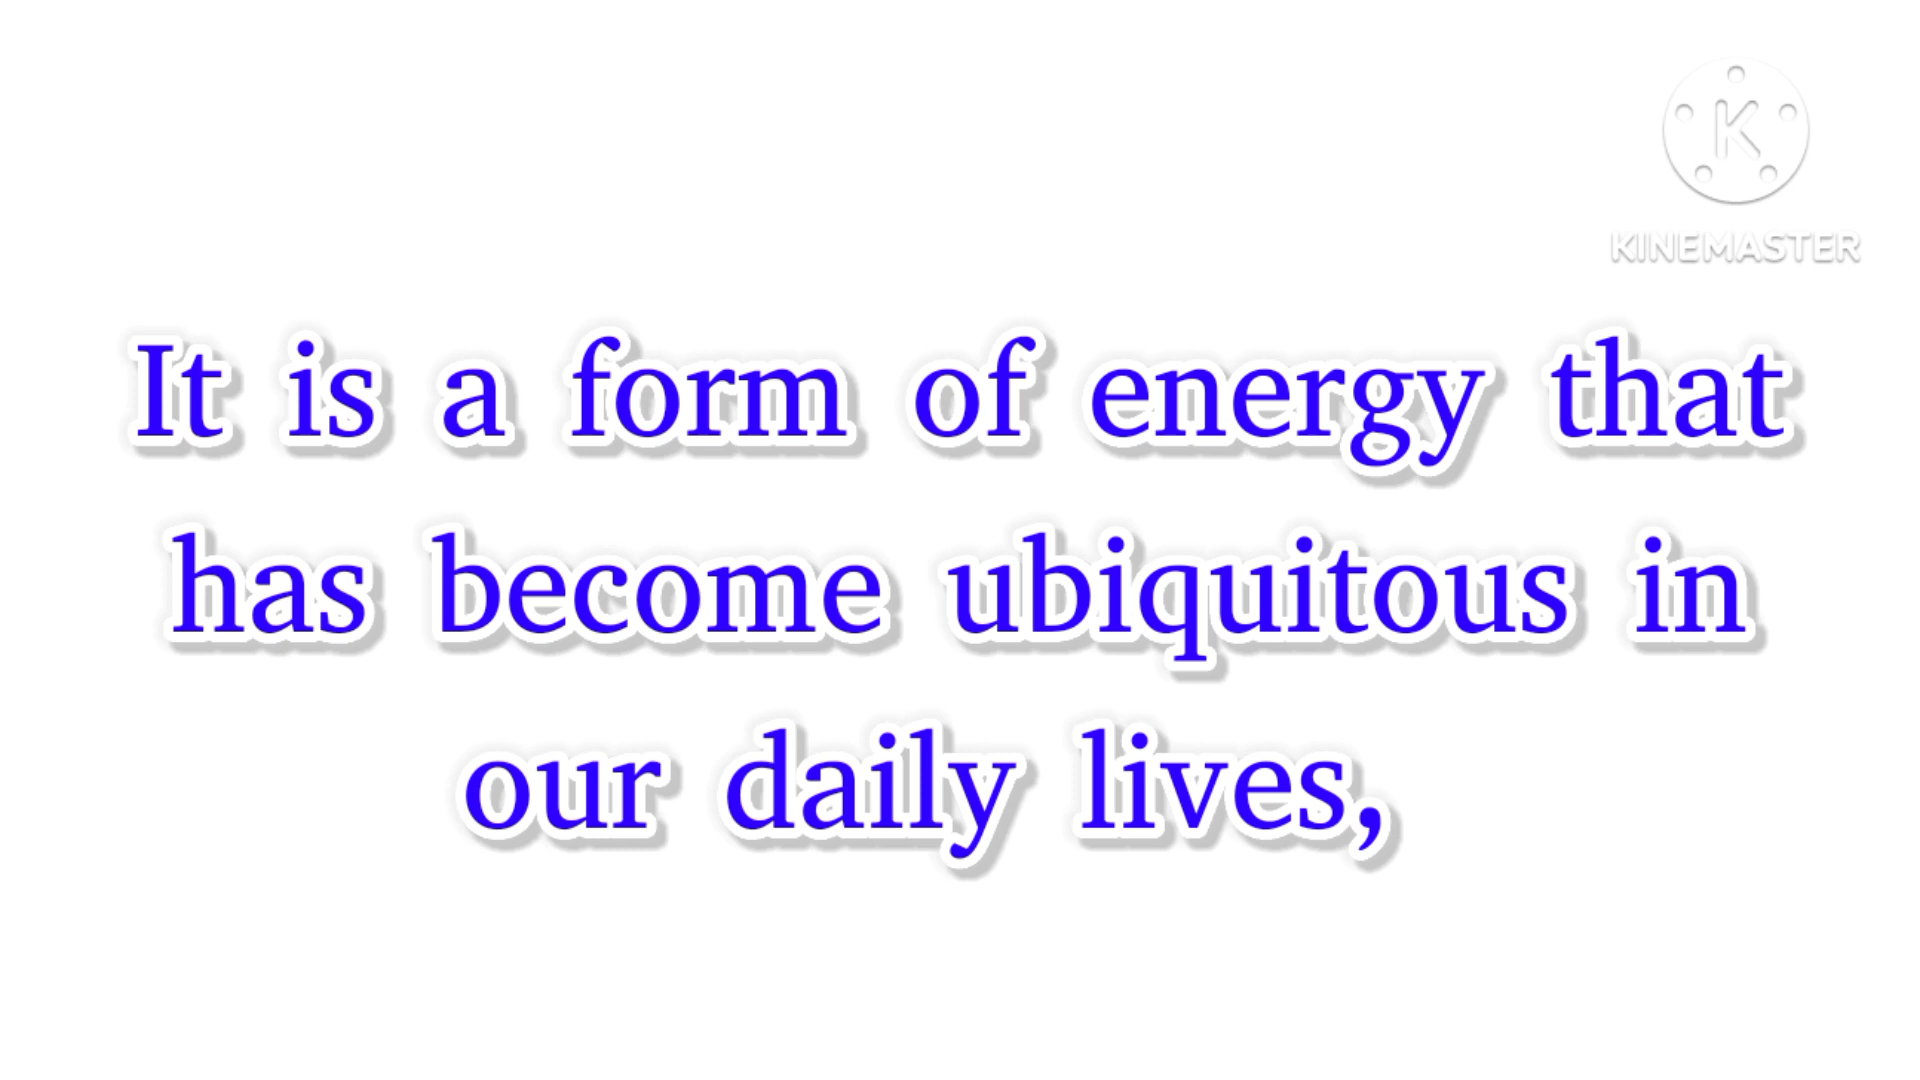 K
KINEMASTER
It is a form of energy that
has become ubiquitous in
our daily lives,